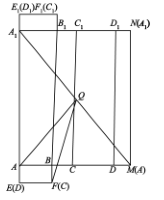 E₁(D₁)F₁(C₁)
A₁ B₁ C₁ D₁ N(A₁)
Q
A B C D M(A)
E(D) F(C)